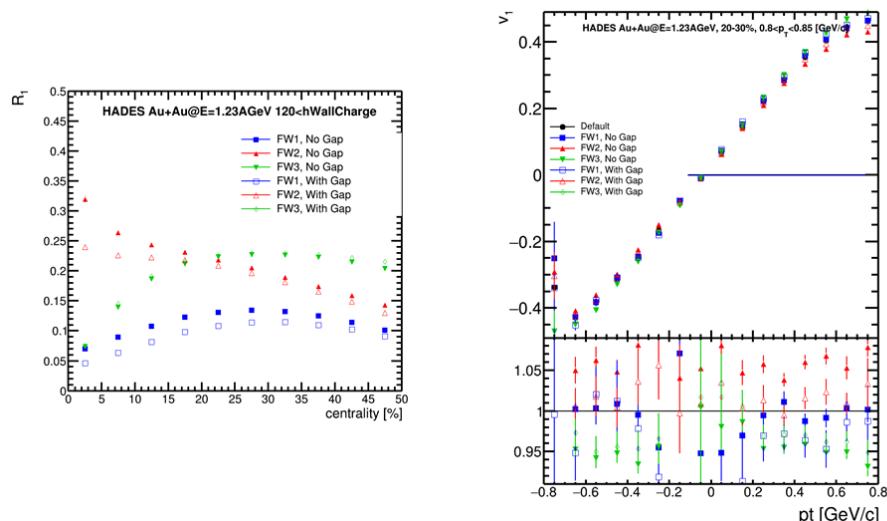 HADES Au+Au@E=1.23AGeV 120<hWallCharge
FW1, No Gap
FW2, No Gap
FW3, No Gap
FW1, With Gap
FW2, With Gap
FW3, With Gap
R1
0.5
0.45
0.4
0.35
0.3
0.25
0.2
0.15
0.1
0.05
0
0 5 10 15 20 25 30 35 40 45 50
centrality [%]
v1
HADES Au+Au@E=1.23AGeV, 20-30%, 0.8<pT<0.85 [GeV/c]
0.4
0.2
0
−0.2
−0.4
Default
FW1, No Gap
FW2, No Gap
FW3, No Gap
FW1, With Gap
FW2, With Gap
FW3, With Gap
1.05
1
0.95
−0.8 −0.6 −0.4 −0.2 0 0.2 0.4 0.6 0.8
pt [GeV/c]